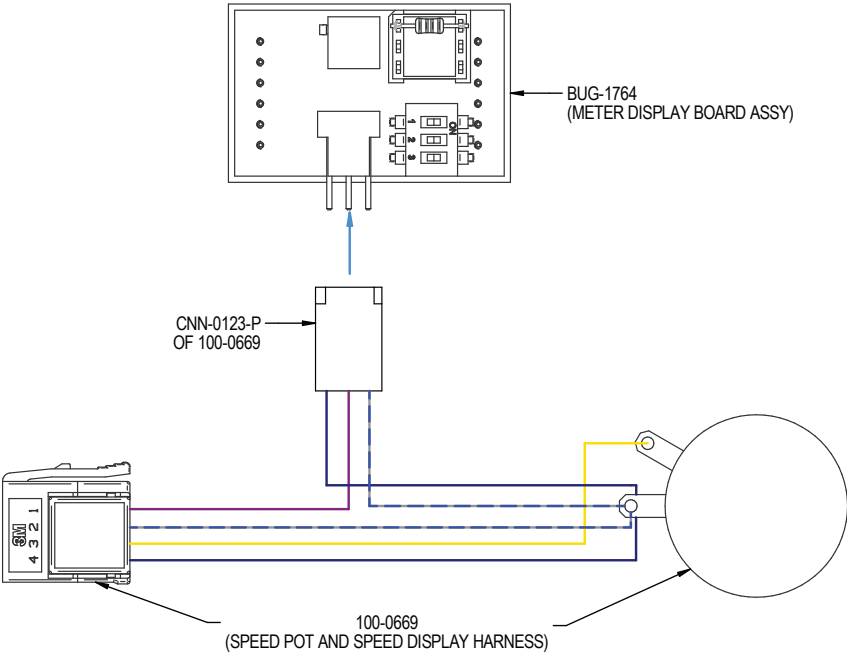 1
2
3
ON
BUG-1764
(METER DISPLAY BOARD ASSY)
CNN-0123-P
OF 100-0669
3M
4 3 2 1
100-0669
(SPEED POT AND SPEED DISPLAY HARNESS)